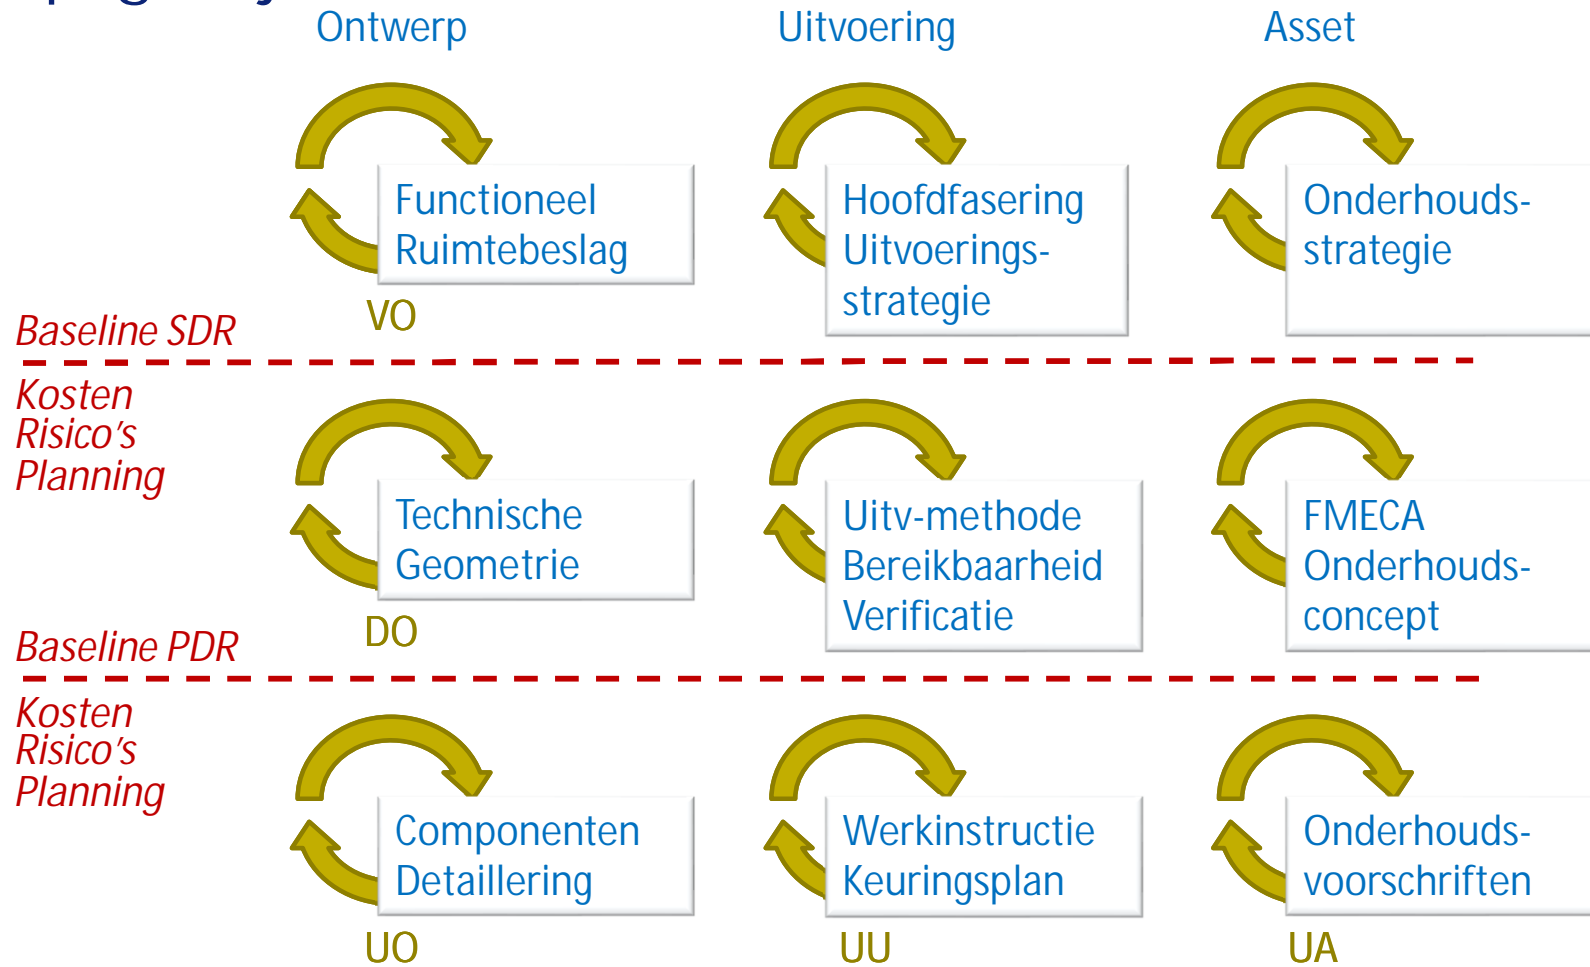 Ontwerp
Uitvoering
Asset
Functioneel
Ruimtebeslag
Hoofdfasering
Uitvoerings-
strategie
Onderhouds-
strategie
VO
Baseline SDR
Kosten
Risico's
Planning
Technische
Geometrie
Uitv-methode
Bereikbaarheid
Verificatie
FMECA
Onderhouds-
concept
DO
Baseline PDR
Kosten
Risico's
Planning
Componenten
Detaillering
Werkinstructie
Keuringsplan
Onderhouds-
voorschriften
UO
UU
UA